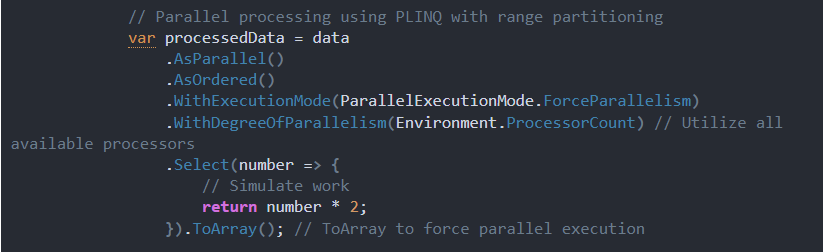 // Parallel processing using PLINQ with range partitioning
var processedData = data
.AsParallel()
.AsOrdered()
.WithExecutionMode(ParallelExecutionMode.ForceParallelism)
.WithDegreeOfParallelism(Environment.ProcessorCount) // Utilize all
available processors
.Select(number => {
// Simulate work
return number * 2;
}).ToArray(); // ToArray to force parallel execution